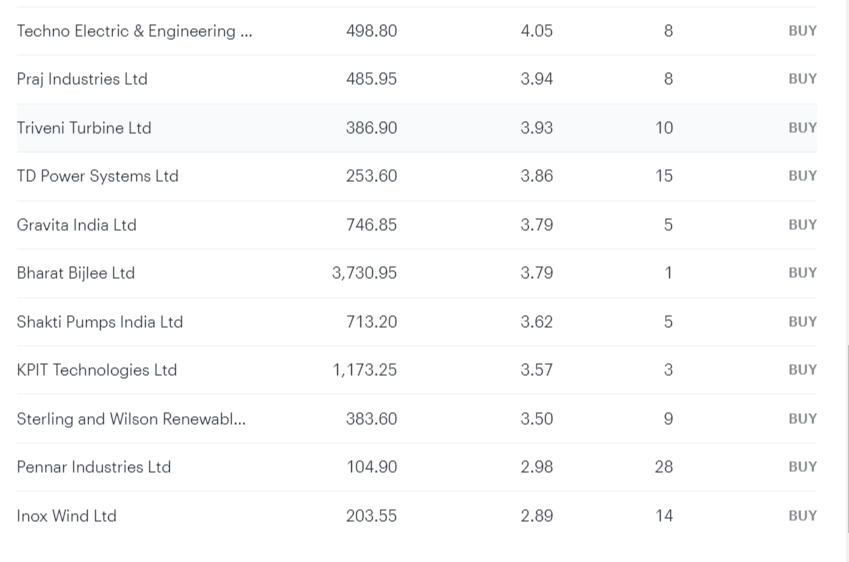 Techno Electric & Engineering ... 498.80 4.05 8 BUY
Praj Industries Ltd 485.95 3.94 8 BUY
Triveni Turbine Ltd 386.90 3.93 10 BUY
TD Power Systems Ltd 253.60 3.86 15 BUY
Gravita India Ltd 746.85 3.79 5 BUY
Bharat Bijlee Ltd 3,730.95 3.79 1 BUY
Shakti Pumps India Ltd 713.20 3.62 5 BUY
KPIT Technologies Ltd 1,173.25 3.57 3 BUY
Sterling and Wilson Renewabl... 383.60 3.50 9 BUY
Pennar Industries Ltd 104.90 2.98 28 BUY
Inox Wind Ltd 203.55 2.89 14 BUY